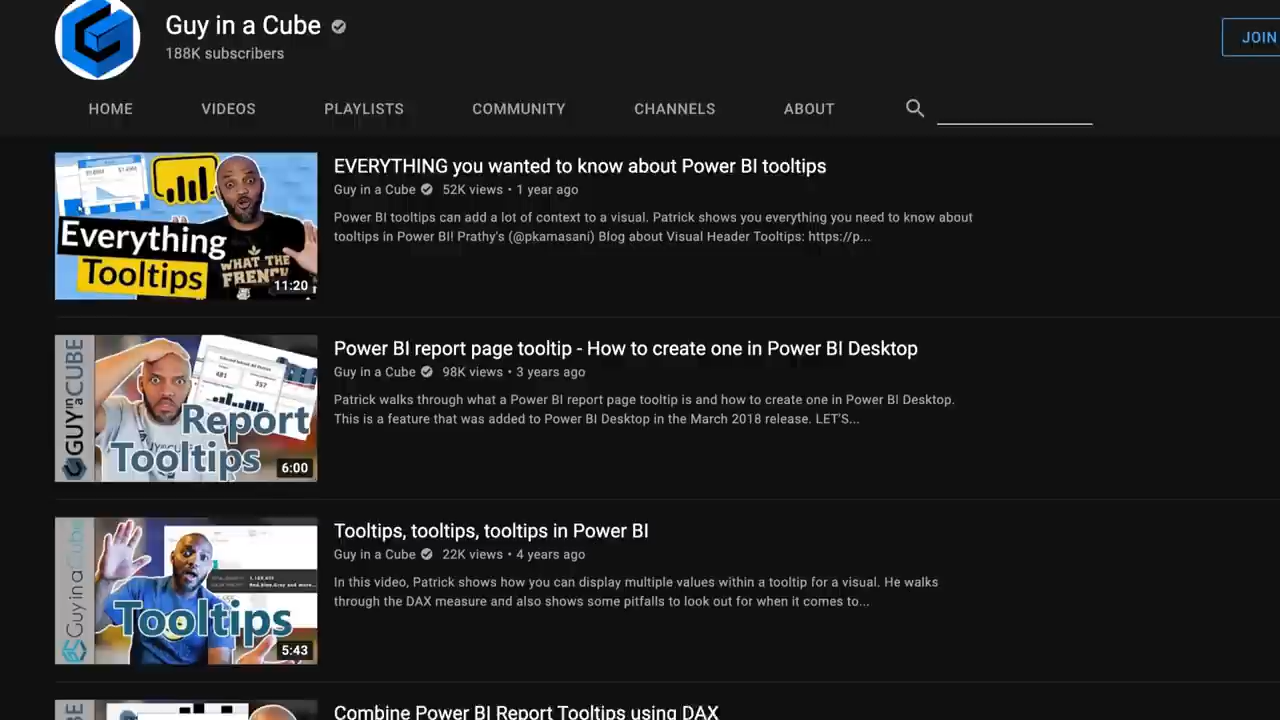 Guy in a Cube
188K subscribers
JOIN
HOME VIDEOS PLAYLISTS COMMUNITY CHANNELS ABOUT
Everything
Tooltips
WHAT THE
FRENCH
11:20
EVERYTHING you wanted to know about Power BI tooltips
Guy in a Cube 52K views • 1 year ago
Power BI tooltips can add a lot of context to a visual. Patrick shows you everything you need to know about
tooltips in Power BI! Prathy's (@pkamasani) Blog about Visual Header Tooltips: https://p...
GUY in a CUBE
481
357
Report
Tooltips
6:00
Power BI report page tooltip - How to create one in Power BI Desktop
Guy in a Cube 98K views • 3 years ago
Patrick walks through what a Power BI report page tooltip is and how to create one in Power BI Desktop.
This is a feature that was added to Power BI Desktop in the March 2018 release. LET'S...
Guy in a Cube
Tooltips
5:43
Tooltips, tooltips, tooltips in Power BI
Guy in a Cube 22K views • 4 years ago
In this video, Patrick shows how you can display multiple values within a tooltip for a visual. He walks
through the DAX measure and also shows some pitfalls to look out for when it comes to...
Combine Power BI Report Tooltips using DAX